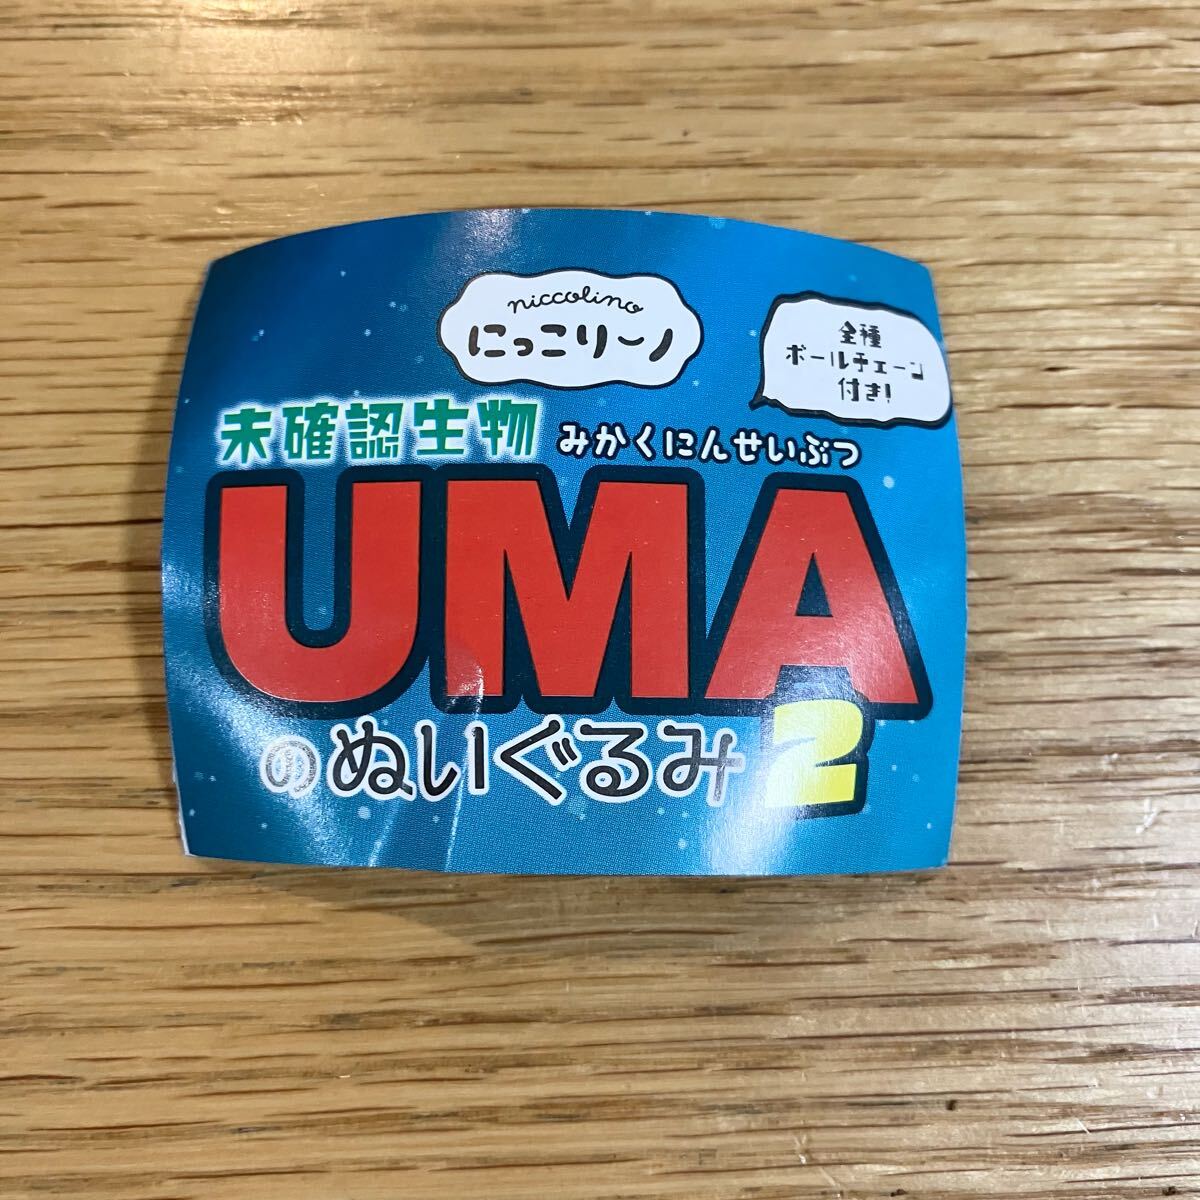 niccolino
にっこりーノ
全種
ボールチェーン
付き!
未確認生物 みかくにんせいぶつ
UMA
のぬいぐるみ2